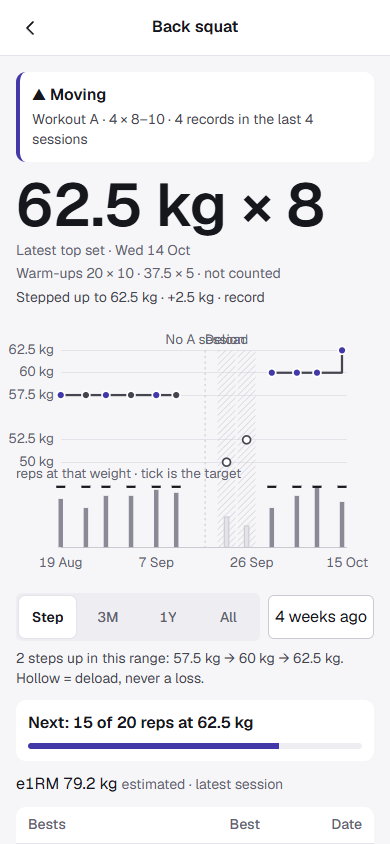 Back squat
▲ Moving
Workout A · 4 × 8–10 · 4 records in the last 4
sessions
62.5 kg × 8
Latest top set · Wed 14 Oct
Warm-ups 20 × 10 · 37.5 × 5 · not counted
Stepped up to 62.5 kg · +2.5 kg · record
No A session
Deload
62.5 kg
60 kg
57.5 kg
52.5 kg
50 kg
reps at that weight · tick is the target
19 Aug 7 Sep 26 Sep 15 Oct
Step 3M 1Y All 4 weeks ago
2 steps up in this range: 57.5 kg → 60 kg → 62.5 kg.
Hollow = deload, never a loss.
Next: 15 of 20 reps at 62.5 kg
e1RM 79.2 kg estimated · latest session
Bests Best Date